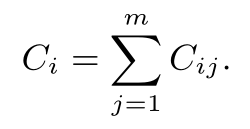 $C_i = \sum_{j=1}^{m} C_{ij}.$